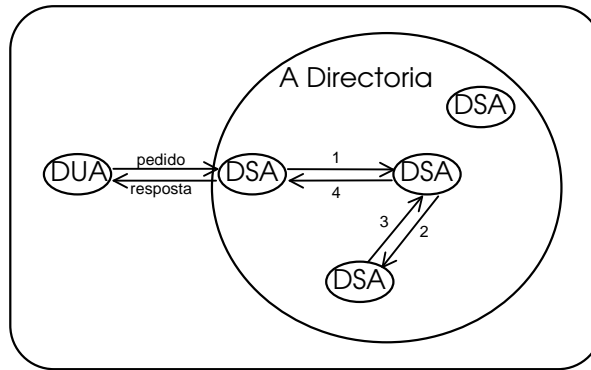 A Directoria
DSA
DUA
pedido
resposta
DSA
1
4
DSA
3
2
DSA